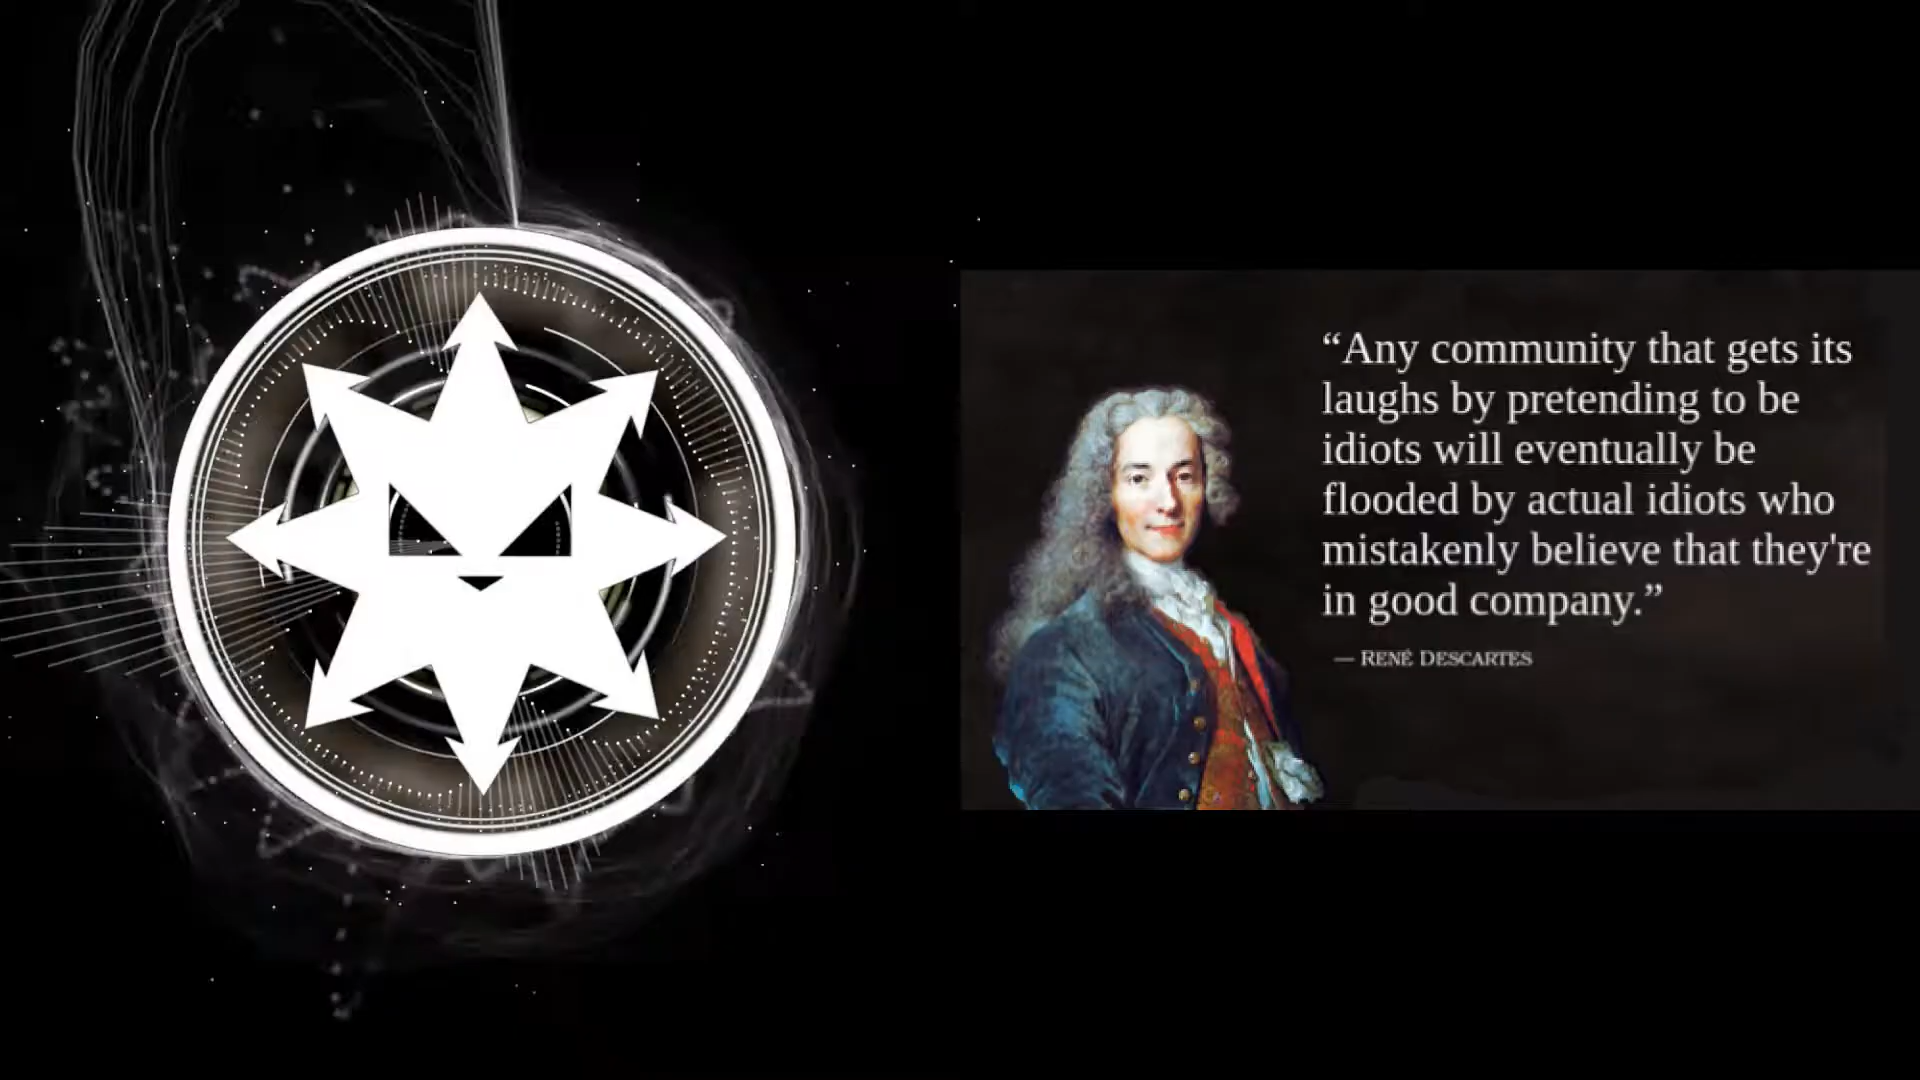 “Any community that gets its
laughs by pretending to be
idiots will eventually be
flooded by actual idiots who
mistakenly believe that they're
in good company.”
— RENÉ DESCARTES